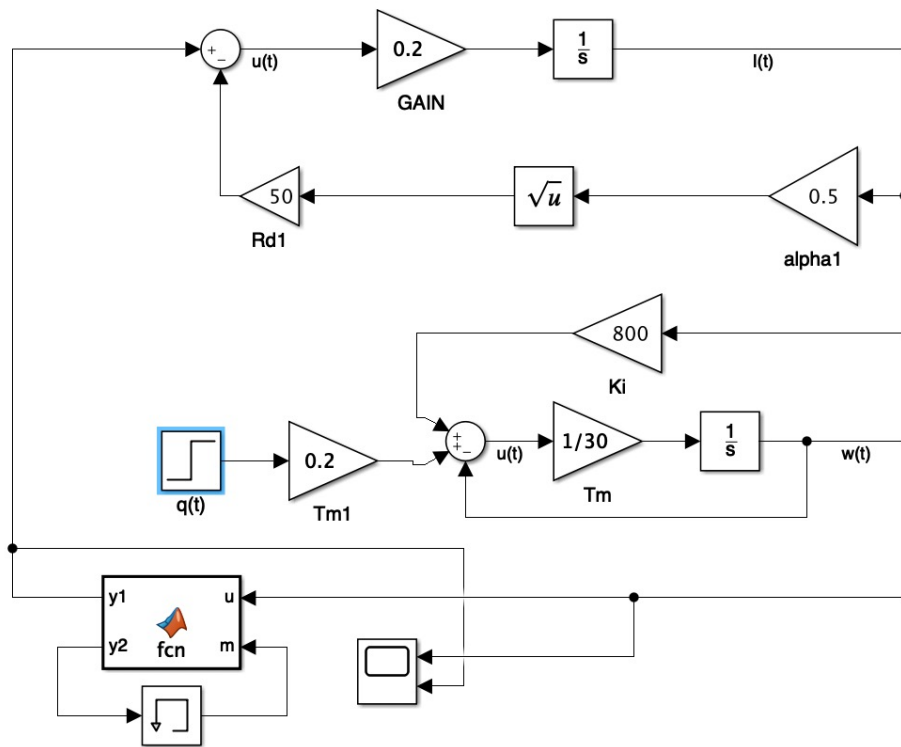 +
−
u(t)
0.2
GAIN
1
s
I(t)
50
Rd1
√u
0.5
alpha1
800
Ki
q(t)
0.2
Tm1
+
+
−
u(t)
1/30
Tm
1
s
w(t)
y1
u
y2
fcn
m